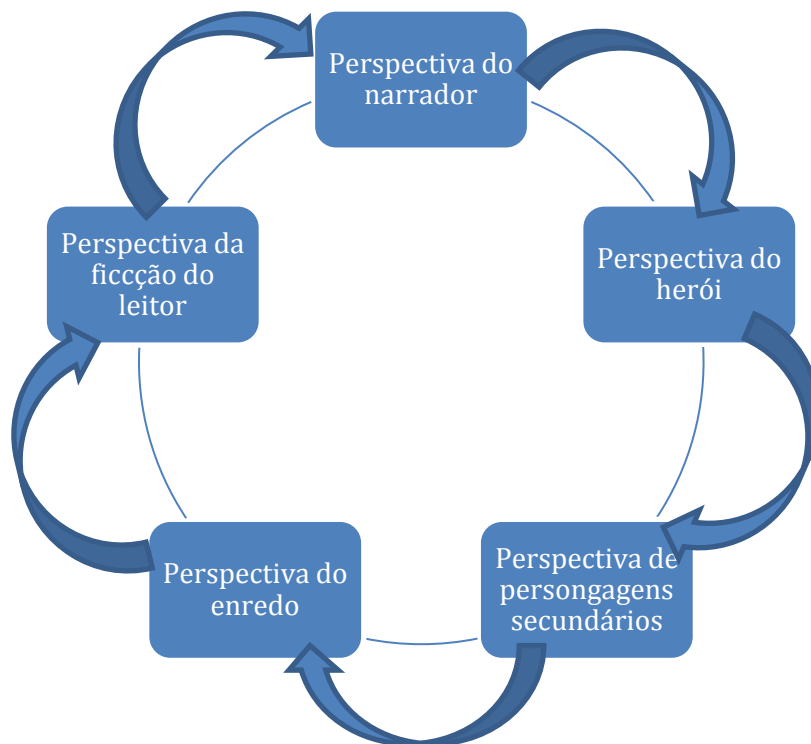 Perspectiva do
narrador
Perspectiva do
herói
Perspectiva de
persongagens
secundários
Perspectiva do
enredo
Perspectiva da
ficcção do
leitor